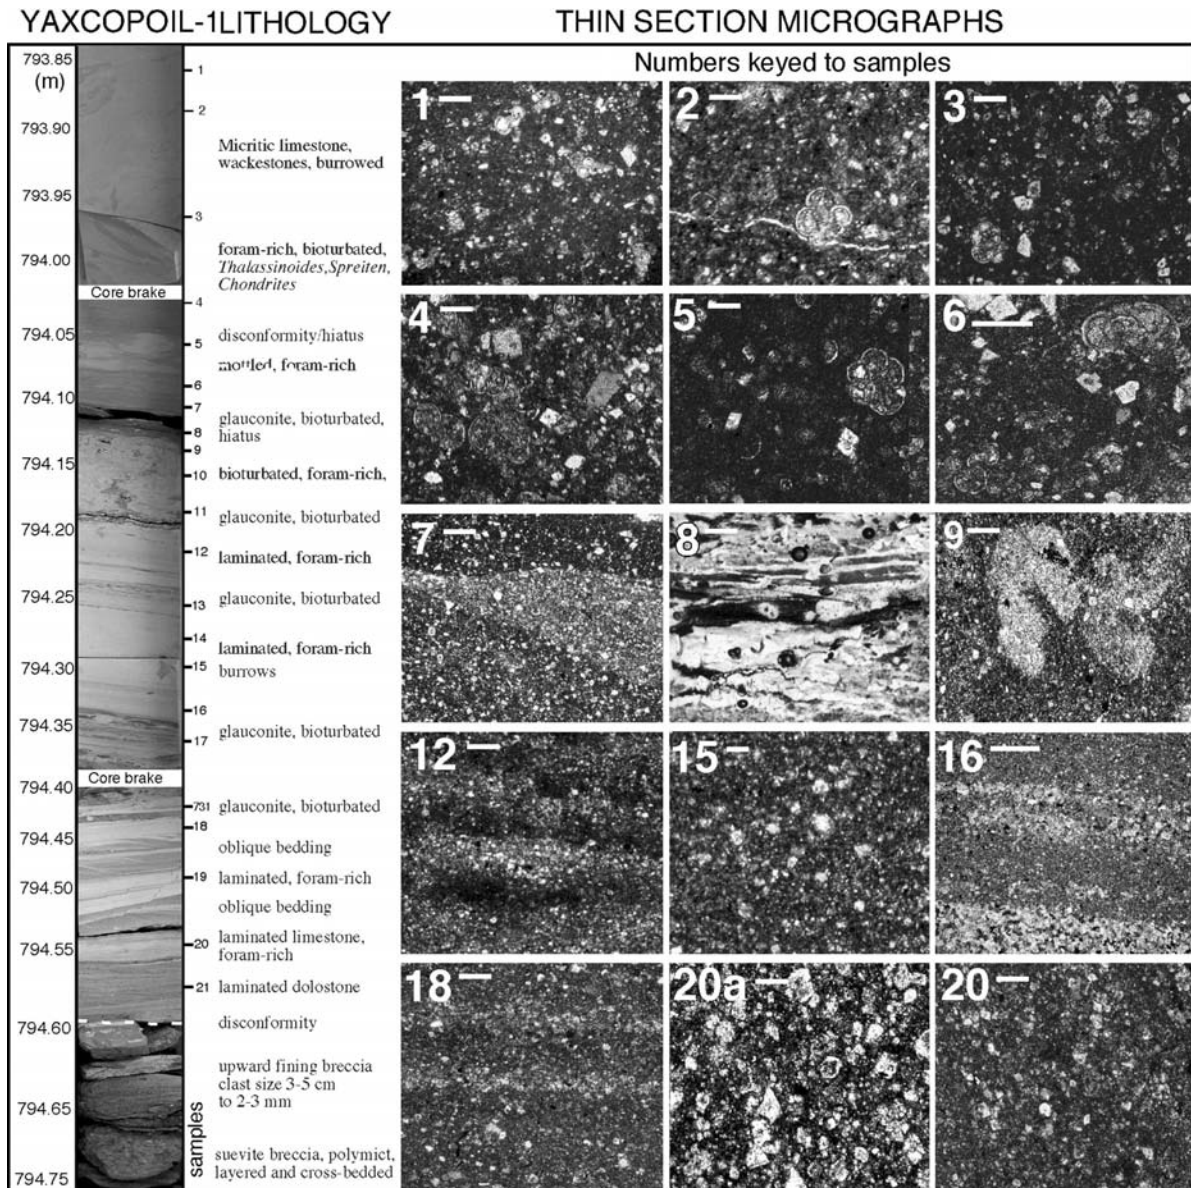 YAXCOPOIL-1LITHOLOGY
THIN SECTION MICROGRAPHS
Numbers keyed to samples
793.85
(m)
793.90
793.95
794.00
794.05
794.10
794.15
794.20
794.25
794.30
794.35
794.40
794.45
794.50
794.55
794.60
794.65
794.75
Core brake
Core brake
1
2
3
4
5
6
7
8
9
10
11
12
13
14
15
16
17
731
18
19
20
21
samples
Micritic limestone,
wackestones, burrowed
foram-rich, bioturbated,
Thalassinoides, Spreiten,
Chondrites
disconformity/hiatus
mottled, foram-rich
glauconite, bioturbated,
hiatus
bioturbated, foram-rich,
glauconite, bioturbated
laminated, foram-rich
glauconite, bioturbated
laminated, foram-rich
burrows
glauconite, bioturbated
glauconite, bioturbated
oblique bedding
laminated, foram-rich
oblique bedding
laminated limestone,
foram-rich
laminated dolostone
disconformity
upward fining breccia
clast size 3-5 cm
to 2-3 mm
suevite breccia, polymict,
layered and cross-bedded
1
2
3
4
5
6
7
8
9
12
15
16
18
20a
20